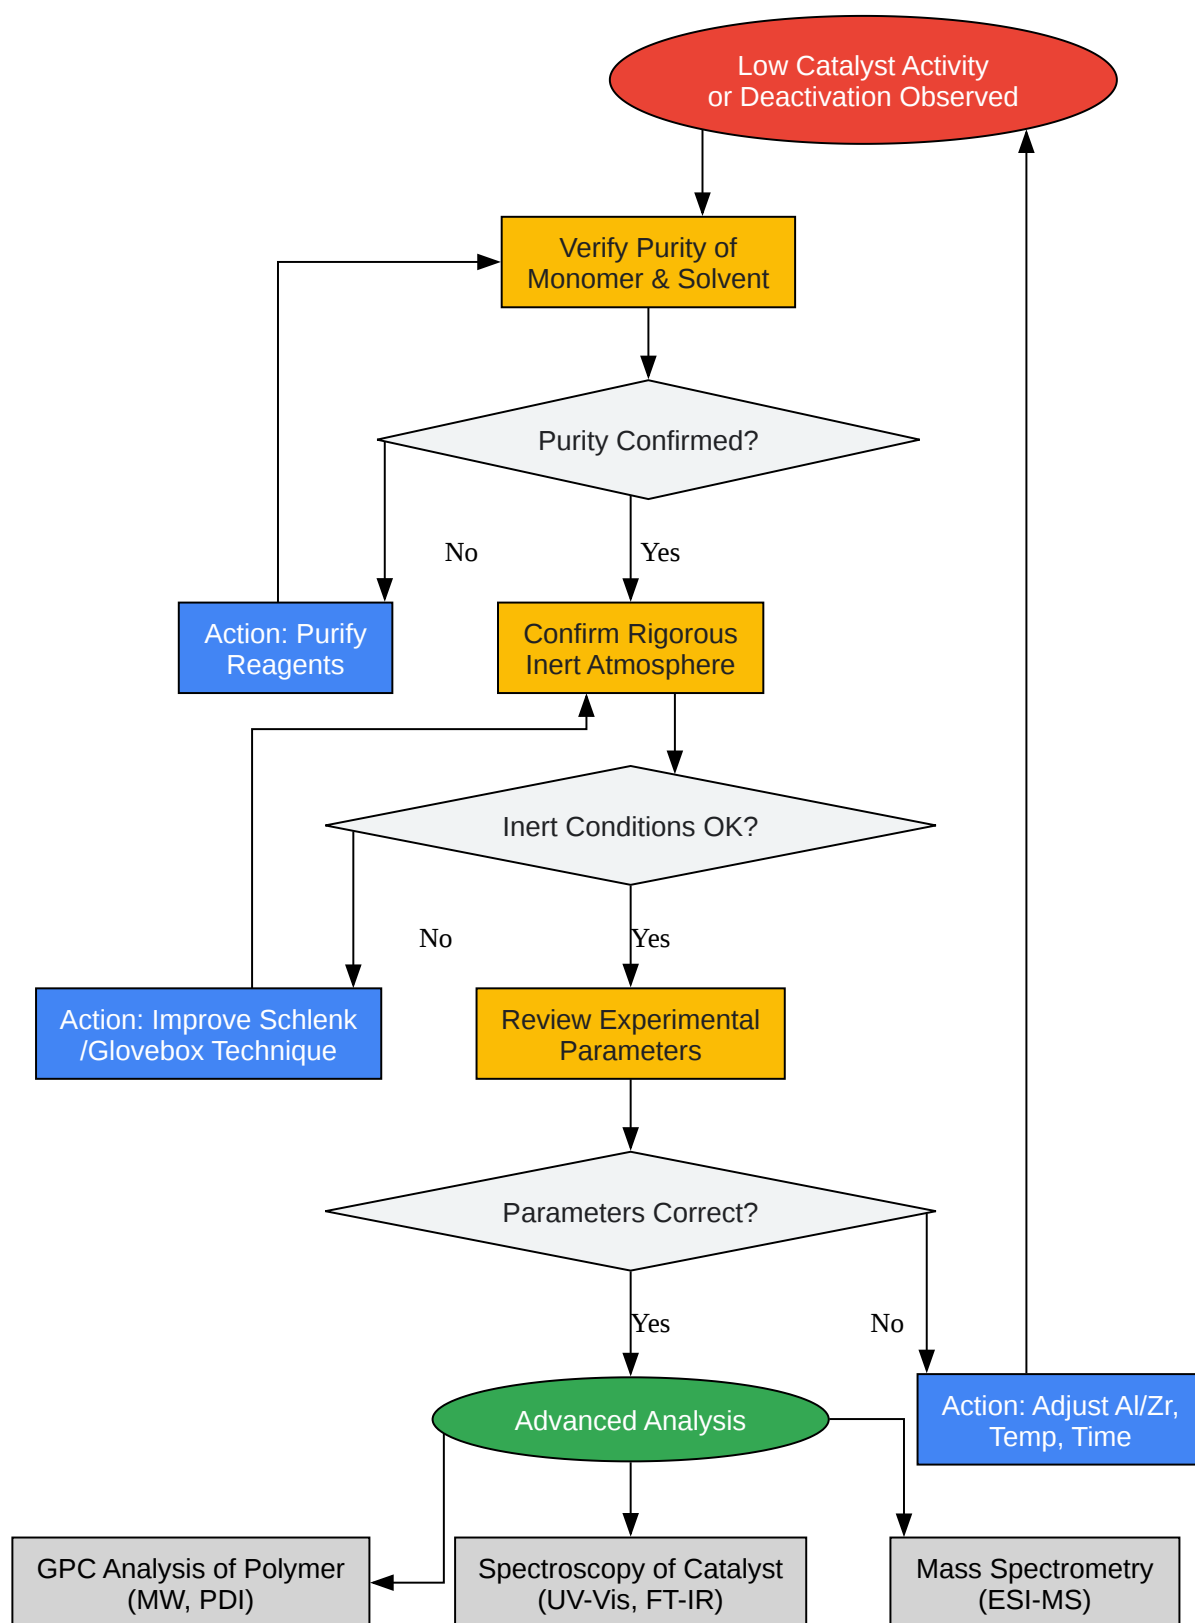 Low Catalyst Activity
or Deactivation Observed
Verify Purity of
Monomer & Solvent
Purity Confirmed?
No
Yes
Action: Purify
Reagents
Confirm Rigorous
Inert Atmosphere
Inert Conditions OK?
No
Yes
Action: Improve Schlenk
/Glovebox Technique
Review Experimental
Parameters
Parameters Correct?
Yes
No
Advanced Analysis
Action: Adjust Al/Zr,
Temp, Time
GPC Analysis of Polymer
(MW, PDI)
Spectroscopy of Catalyst
(UV-Vis, FT-IR)
Mass Spectrometry
(ESI-MS)